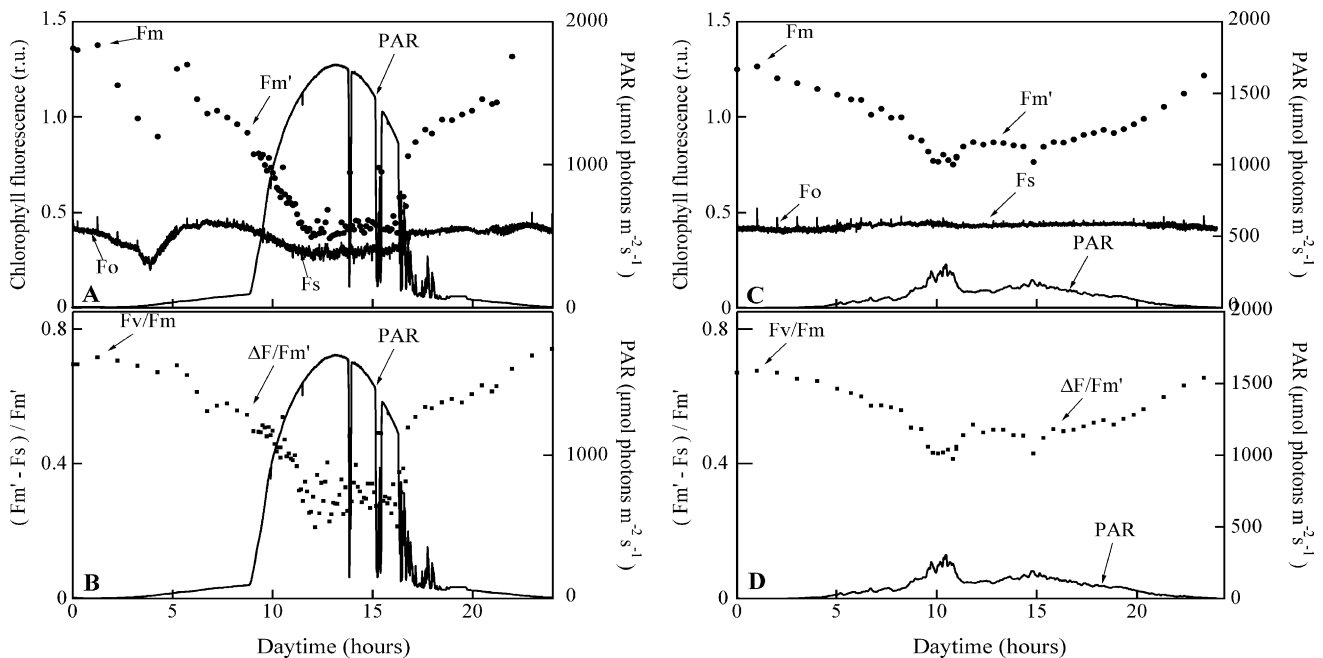 1.5
1.0
0.5
0
Chlorophyll fluorescence (r.u.)
Fm
Fm'
PAR
Fo
Fs
A
2000
1000
0
PAR (μmol photons m-2 s-1)
1.5
1.0
0.5
0
Chlorophyll fluorescence (r.u.)
Fm
Fm'
Fo
Fs
PAR
C
2000
1500
1000
500
0
PAR (μmol photons m-2 s-1)
0.8
0.4
0
( Fm' - Fs ) / Fm'
Fv/Fm
ΔF/Fm'
PAR
B
1000
0
PAR (μmol photons m-2 s-1)
0
5
10
15
20
Daytime (hours)
0.8
0.4
0
( Fm' - Fs ) / Fm'
Fv/Fm
ΔF/Fm'
PAR
D
2000
1500
1000
500
0
PAR (μmol photons m-2 s-1)
0
5
10
15
20
Daytime (hours)